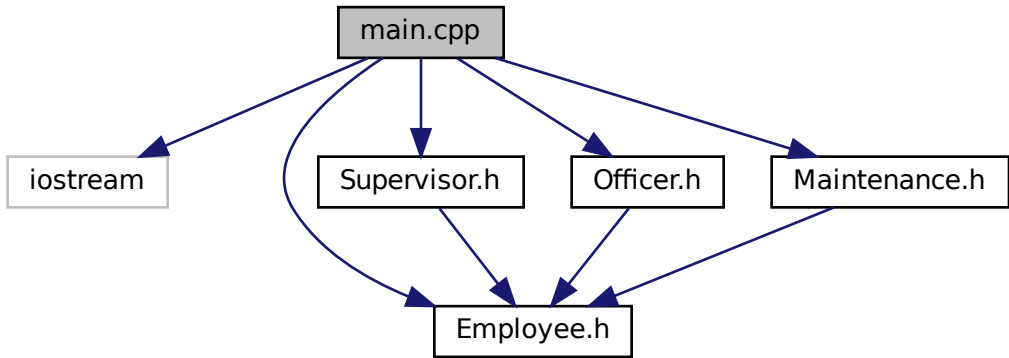 main.cpp
iostream
Supervisor.h
Officer.h
Maintenance.h
Employee.h